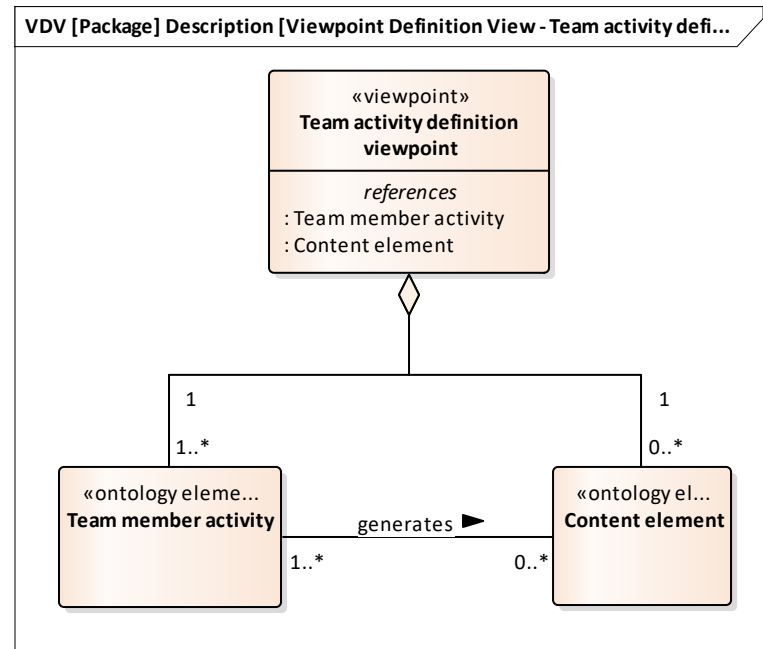 VDV [Package] Description [Viewpoint Definition View - Team activity defi...
«viewpoint»
Team activity definition
viewpoint
references
: Team member activity
: Content element
1
1
1..*
0..*
«ontology eleme...
Team member activity
«ontology el...
Content element
generates
1..*
0..*